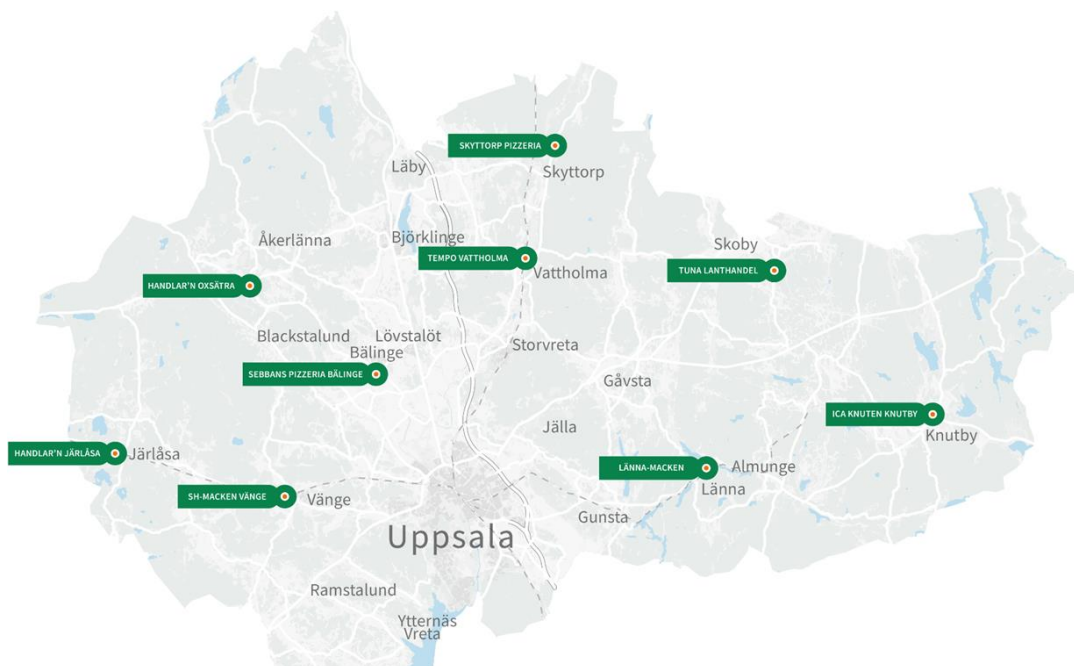 SKYTTORP PIZZERIA
Läby
Skyttorp
Åkerlänna
Björklinge
Skoby
TEMPO VATTHOLMA
Vattholma
TUNA LANTHANDEL
HANDLAR'N OXSÄTRA
Blackstalund
Lövstalöt
Bälinge
Storvreta
SEBBANS PIZZERIA BÄLINGE
Gåvsta
ICA KNUTEN KNUTBY
Jälla
Knutby
HANDLAR'N JÄRLÅSA
Järlåsa
LÄNNA-MACKEN
Almunge
Länna
SH-MACKEN VÄNGE
Vänge
Gunsta
Uppsala
Ramstalund
Ytternäs
Vreta